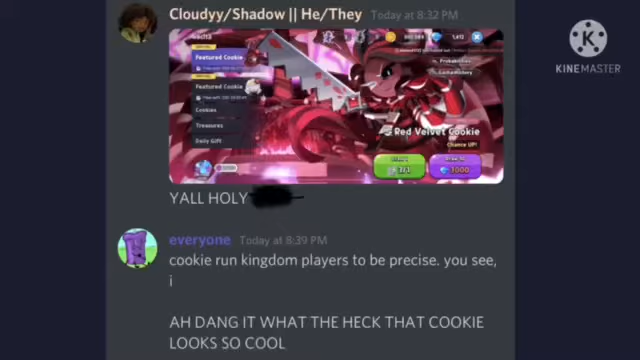 Cloudyy/Shadow || He/They Today at 8:32 PM
KINEMASTER
Featured Cookie
Featured Cookie
Cookies
Treasures
Daily Gift
Probabilities
Red Velvet Cookie
Chance UP!
3/1
3000
YALL HOLY
everyone Today at 8:39 PM
cookie run kingdom players to be precise. you see,
i
AH DANG IT WHAT THE HECK THAT COOKIE
LOOKS SO COOL